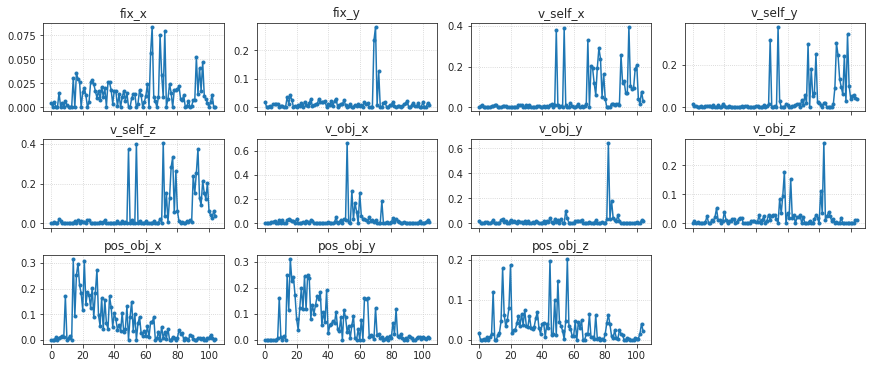 fix_x fix_y v_self_x v_self_y
0.075 0.050 0.025 0.000
0.2 0.1 0.0
0.4 0.2 0.0
0.2 0.0
v_self_z v_obj_x v_obj_y v_obj_z
0.4 0.2 0.0
0.6 0.4 0.2 0.0
0.6 0.4 0.2 0.0
0.2 0.1 0.0
pos_obj_x pos_obj_y pos_obj_z
0.3 0.2 0.1 0.0
0.3 0.2 0.1 0.0
0.2 0.1 0.0
0 20 40 60 80 100 0 20 40 60 80 100 0 20 40 60 80 100